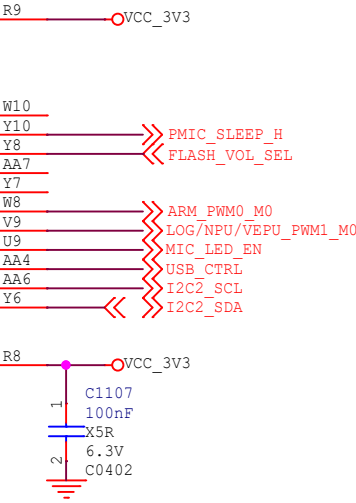 R9 VCC_3V3
W10
Y10 PMIC_SLEEP_H
Y8 FLASH_VOL_SEL
AA7
Y7
W8 ARM_PWM0_M0
V9 LOG/NPU/VEPU_PWM1_M0
U9 MIC_LED_EN
AA4 USB_CTRL
AA6 I2C2_SCL
Y6 I2C2_SDA
R8 VCC_3V3
1 C1107
100nF
X5R
6.3V
2 C0402